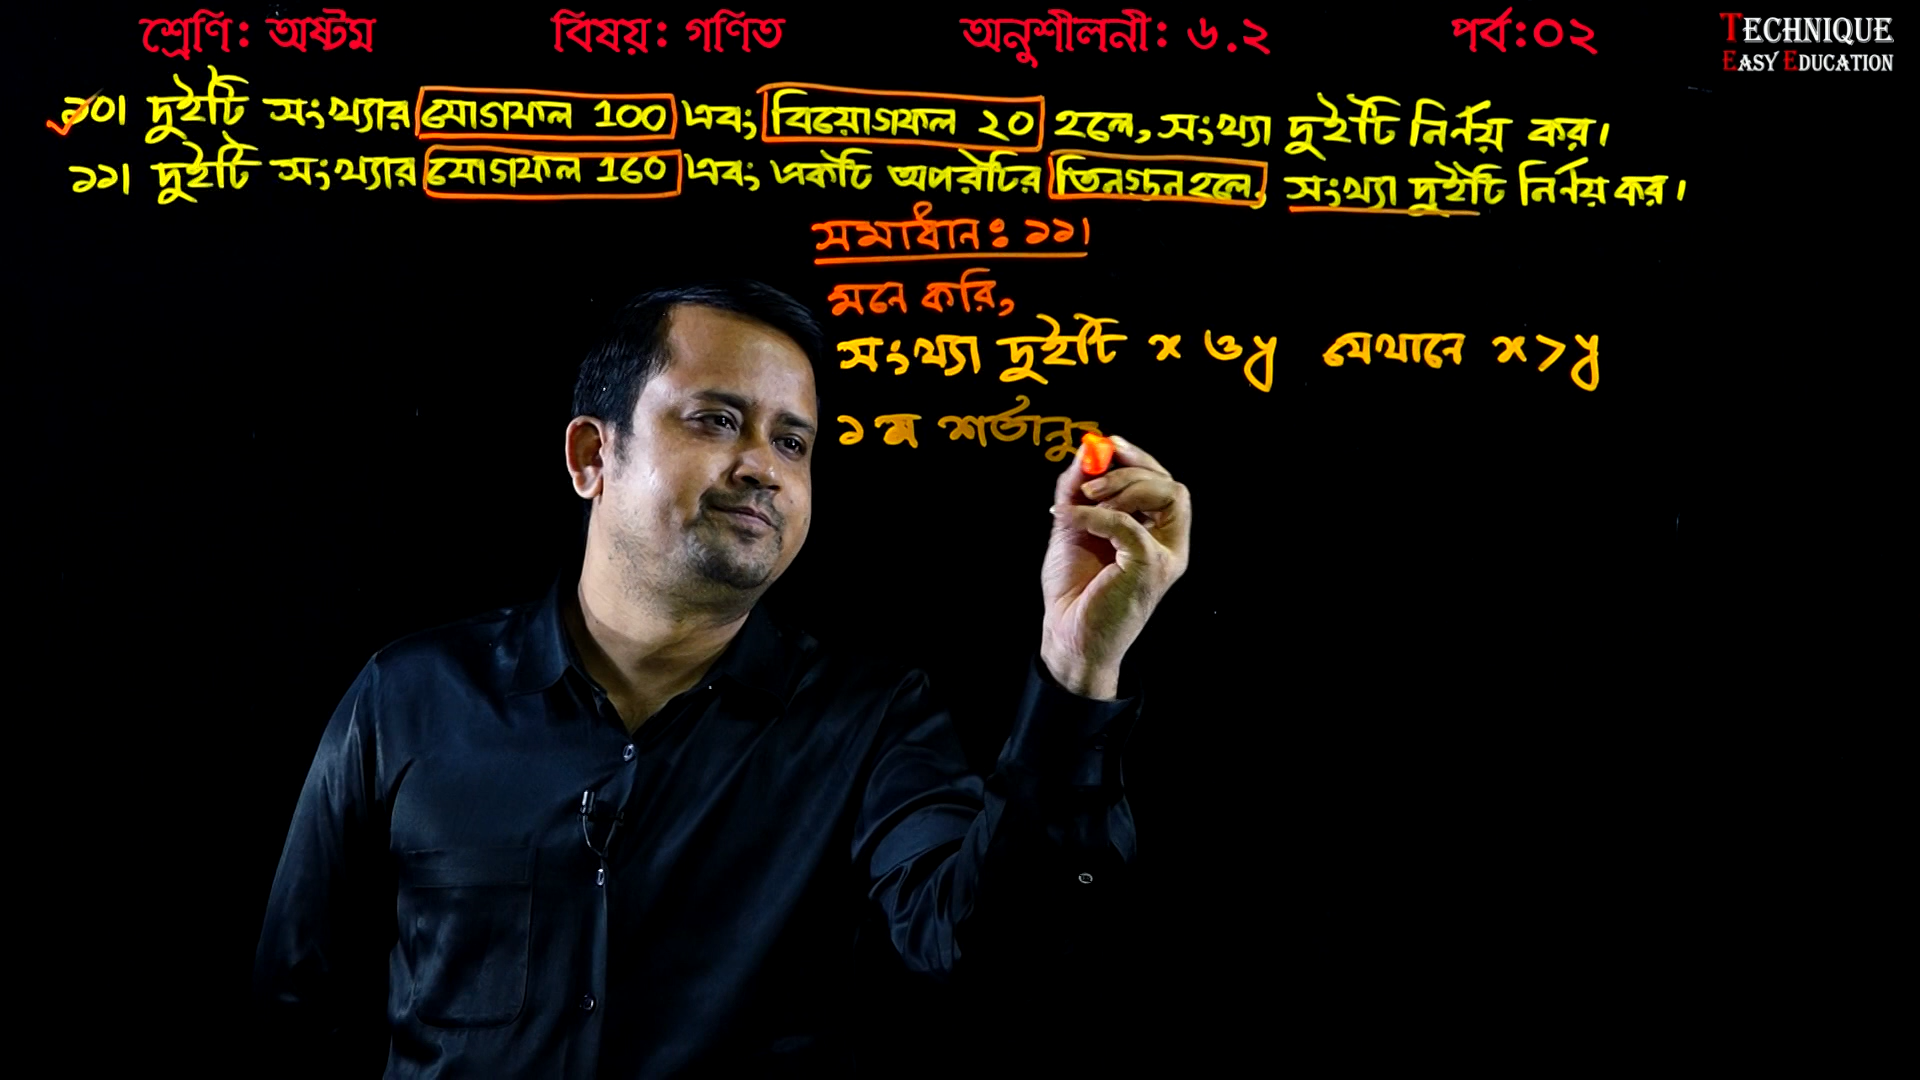 শ্রেণি: অষ্টম বিষয়: গণিত অনুশীলনী: ৬.২ পর্ব:০২
TECHNIQUE
EASY EDUCATION
১০। দুইটি সংখ্যার যোগফল 100 এবং বিয়োগফল ২০ হলে, সংখ্যা দুইটি নির্ণয় কর।
১১। দুইটি সংখ্যার যোগফল 160 এবং একটি অপরটির তিনগুন হলে, সংখ্যা দুইটি নির্ণয় কর।
সমাধান: ১১।
মনে করি,
সংখ্যা দুইটি x ও y যেখানে x > y
১ম শর্তানু